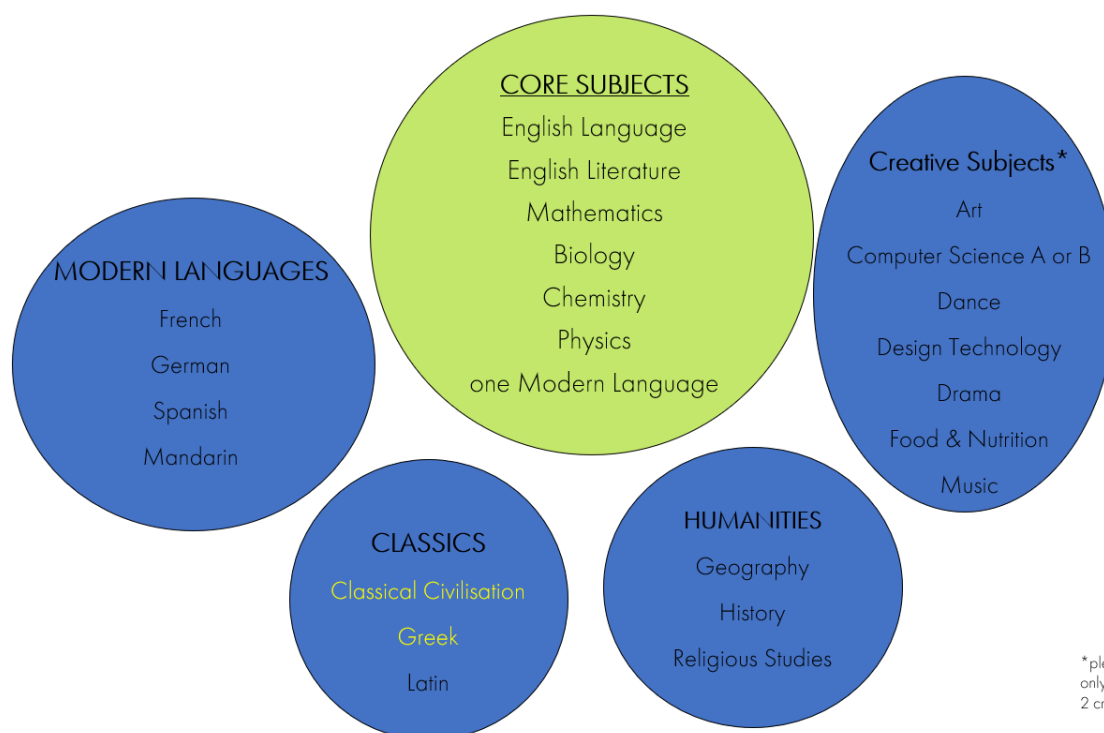 CORE SUBJECTS
English Language
English Literature
Mathematics
Biology
Chemistry
Physics
one Modern Language
Creative Subjects*
Art
Computer Science A or B
Dance
Design Technology
Drama
Food & Nutrition
Music
MODERN LANGUAGES
French
German
Spanish
Mandarin
CLASSICS
Classical Civilisation
Greek
Latin
HUMANITIES
Geography
History
Religious Studies
only
2